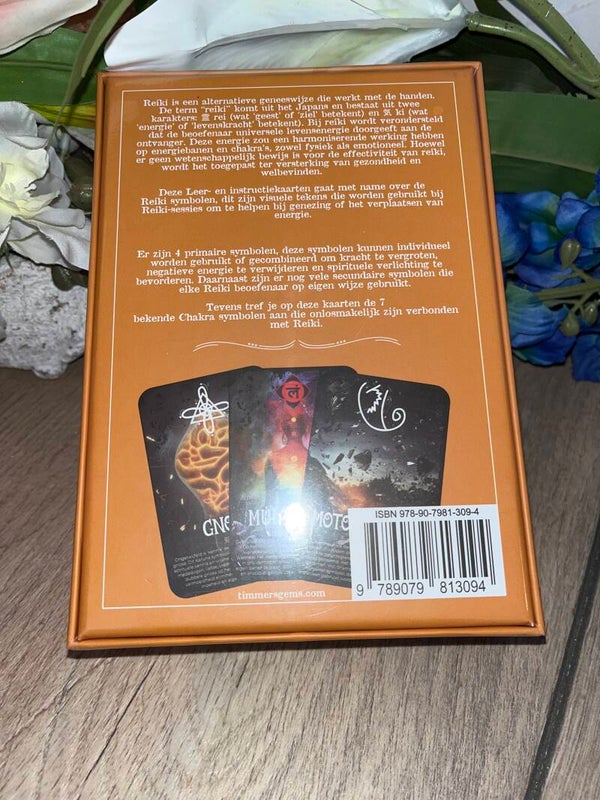 Reiki is een alternatieve geneeswijze die werkt met de handen.
De term "reiki" komt uit het Japans en bestaat uit twee
karakters: 霊 rei (wat 'geest' of 'ziel' betekent) en 気 ki (wat
'energie' of 'levenskracht' betekent). Bij reiki wordt verondersteld
dat de beoefenaar universele levensenergie doorgeeft aan de
ontvanger. Deze energie zou een harmoniserende werking hebben
op energiebanen en chakra's, zowel fysiek als emotioneel. Hoewel
er geen wetenschappelijk bewijs is voor de effectiviteit van reiki,
wordt het toegepast ter versterking van gezondheid en
welbevinden.
Deze Leer- en instructiekaarten gaat met name over de
Reiki symbolen, dit zijn visuele tekens die worden gebruikt bij
Reiki-sessies om te helpen bij genezing of het verplaatsen van
energie.
Er zijn 4 primaire symbolen, deze symbolen kunnen individueel
worden gebruikt of gecombineerd om kracht te vergroten,
negatieve energie te verwijderen en spirituele verlichting te
bevorderen. Daarnaast zijn er nog vele secundaire symbolen die
elke Reiki beoefenaar op eigen wijze gebruikt.
Tevens tref je op deze kaarten de 7
bekende Chakra symbolen aan die onlosmakelijk zijn verbonden
met Reiki.
लं
ISBN 978-90-7981-309-4
9 789079 813094
timmersgems.com